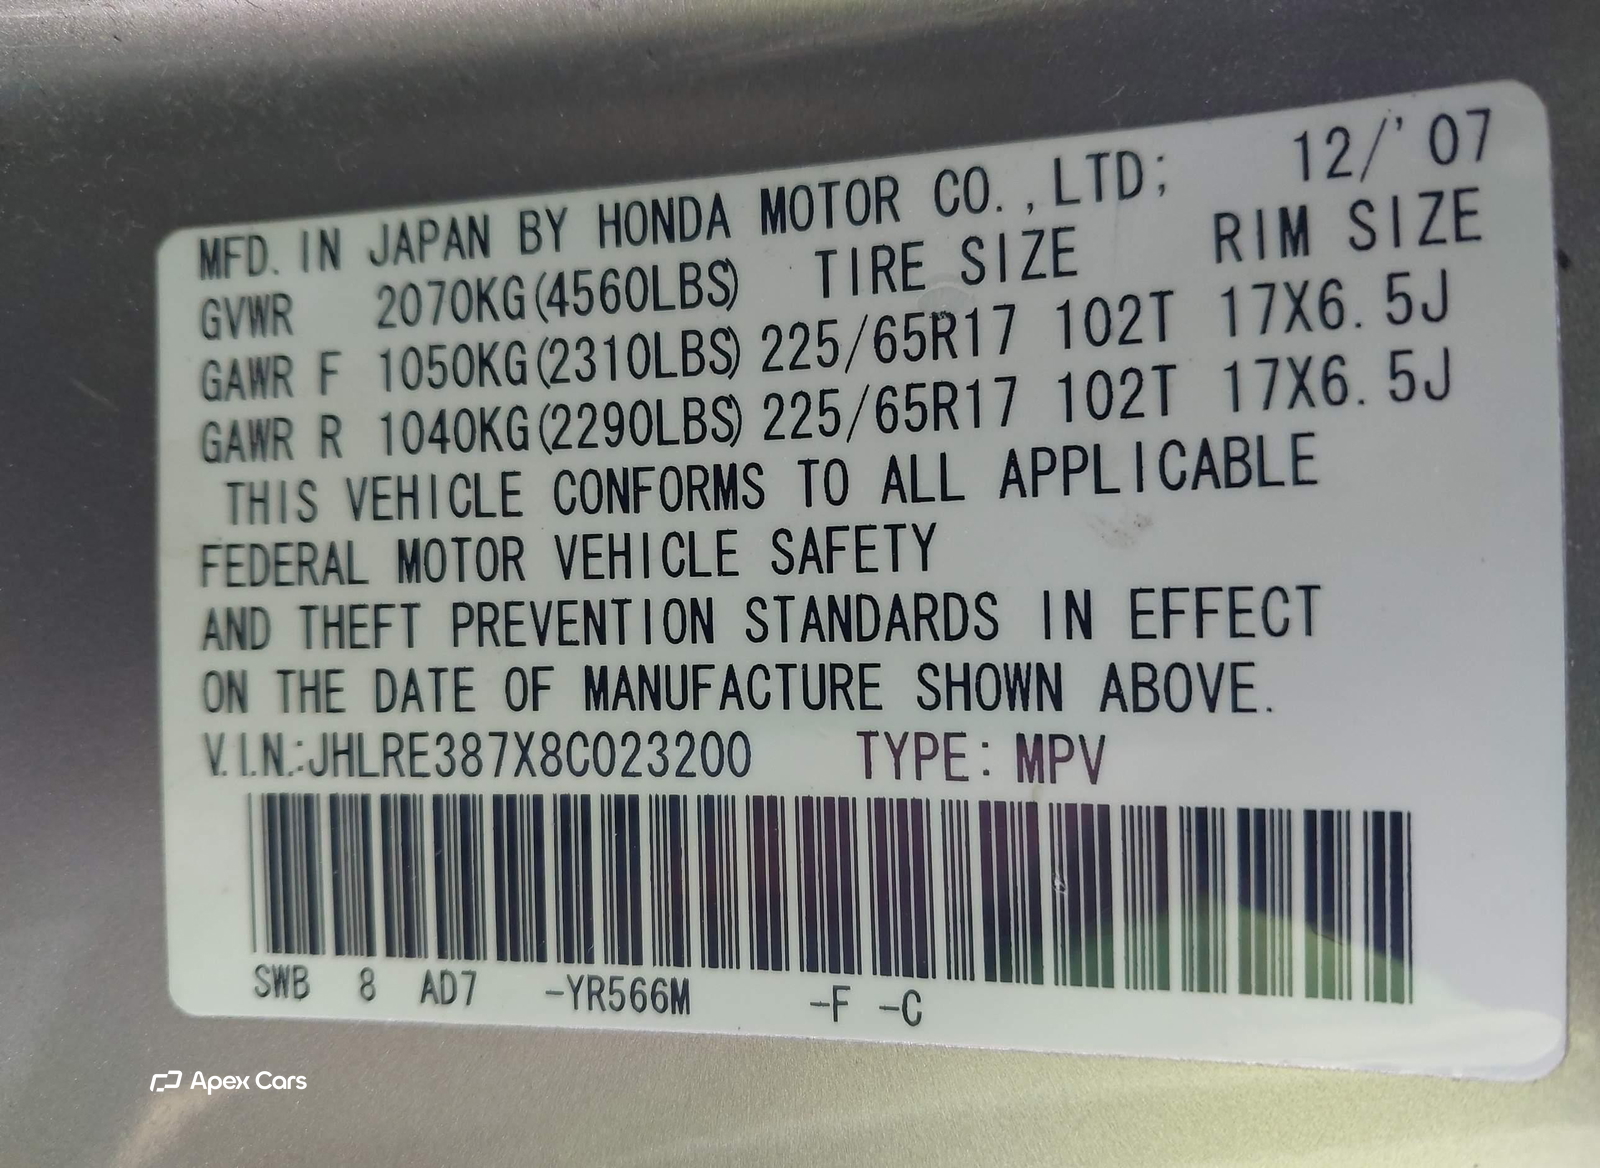 MFD. IN JAPAN BY HONDA MOTOR CO.,LTD; 12/'07
GVWR 2070KG(4560LBS) TIRE SIZE RIM SIZE
GAWR F 1050KG(2310LBS) 225/65R17 102T 17X6.5J
GAWR R 1040KG(2290LBS) 225/65R17 102T 17X6.5J
THIS VEHICLE CONFORMS TO ALL APPLICABLE
FEDERAL MOTOR VEHICLE SAFETY
AND THEFT PREVENTION STANDARDS IN EFFECT
ON THE DATE OF MANUFACTURE SHOWN ABOVE.
V.I.N.:JHLRE387X8C023200 TYPE: MPV
SWB 8 AD7 -YR566M -F -C
Apex Cars